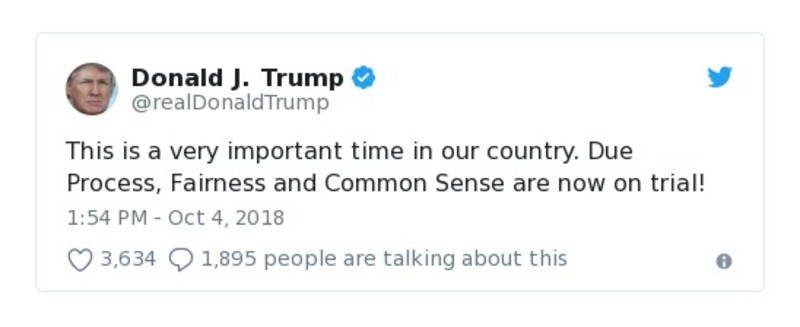 Donald J. Trump
@realDonaldTrump
This is a very important time in our country. Due
Process, Fairness and Common Sense are now on trial!
1:54 PM - Oct 4, 2018
3,634 1,895 people are talking about this